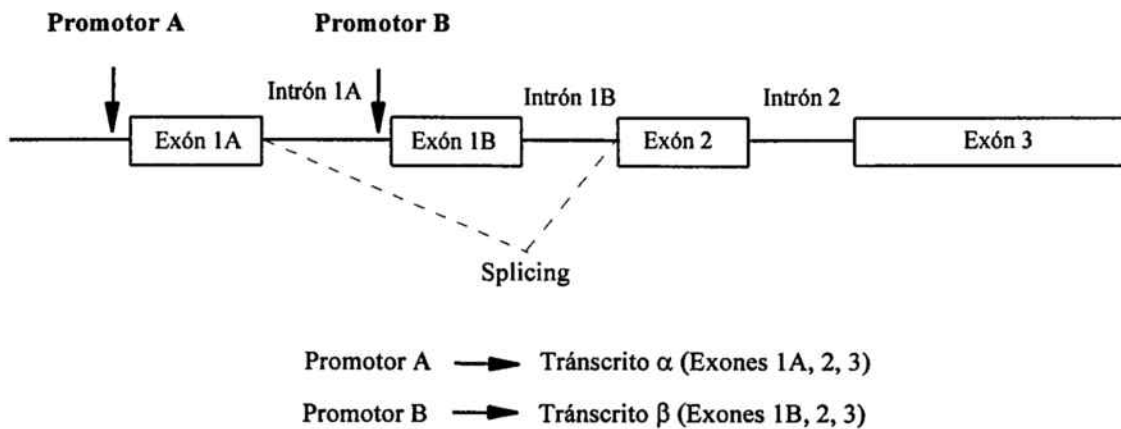 Promotor A Promotor B
Intrón 1A Intrón 1B Intrón 2
Exón 1A Exón 1B Exón 2 Exón 3
Splicing
Promotor A Tránscrito α (Exones 1A, 2, 3)
Promotor B Tránscrito β (Exones 1B, 2, 3)